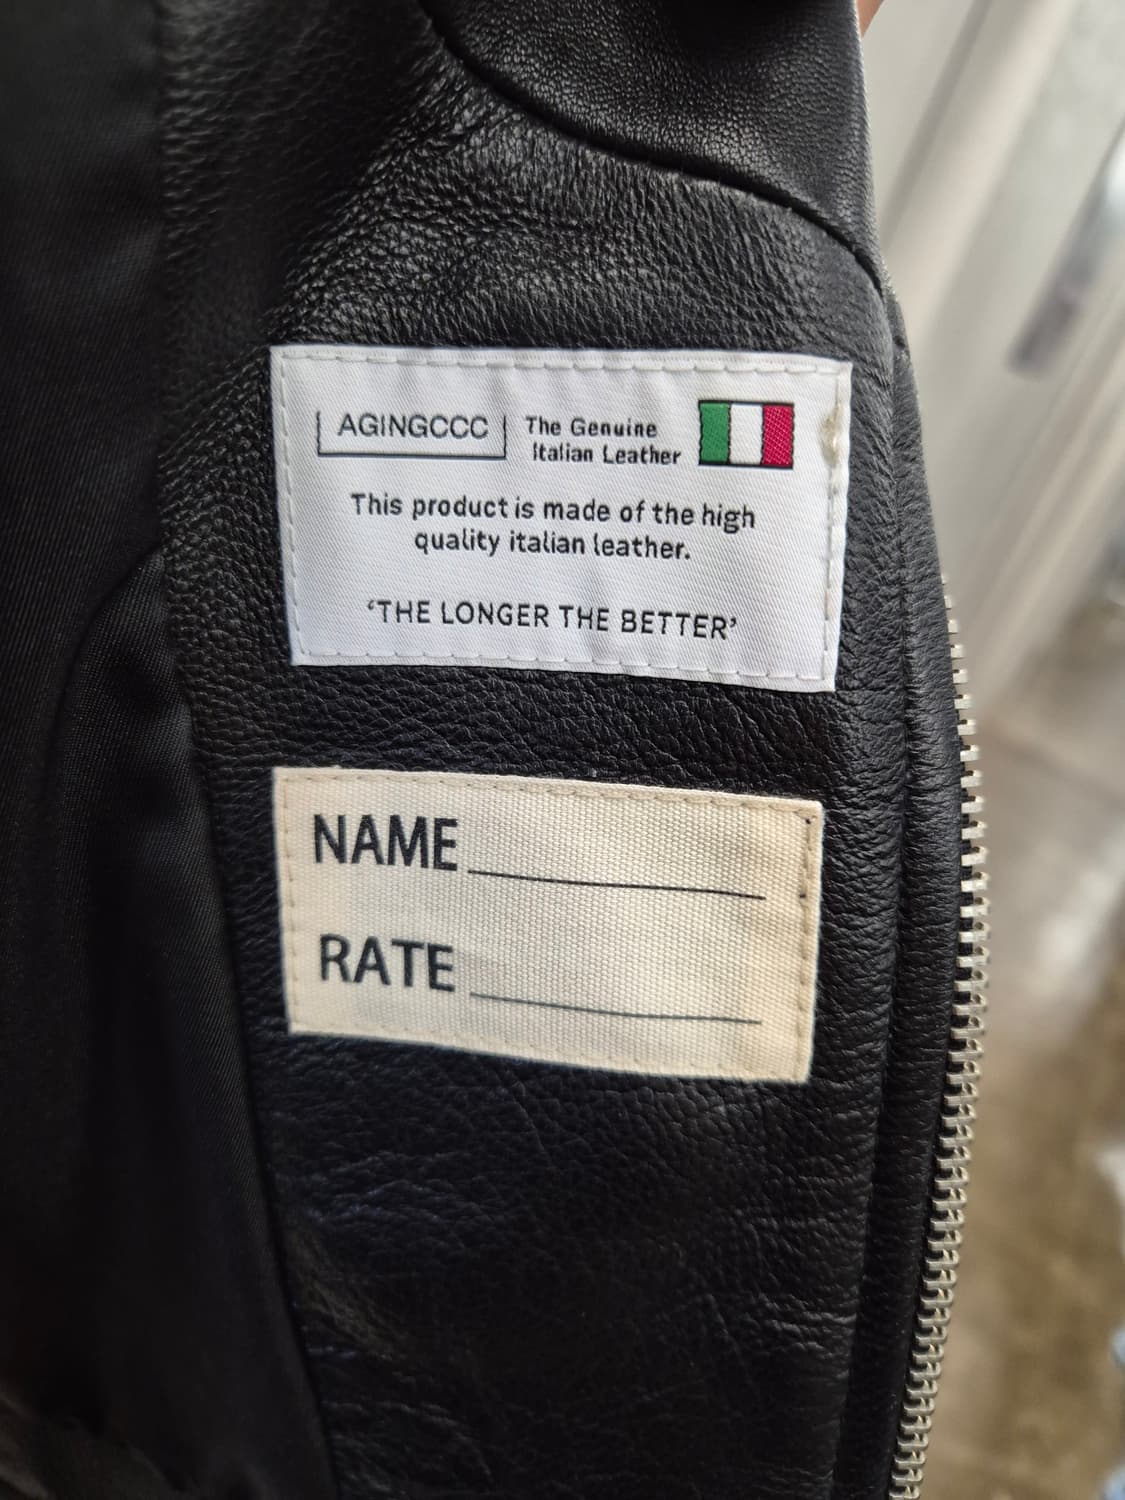 AGINGCCC
The Genuine
Italian Leather
This product is made of the high
quality italian leather.
‘THE LONGER THE BETTER’
NAME
RATE